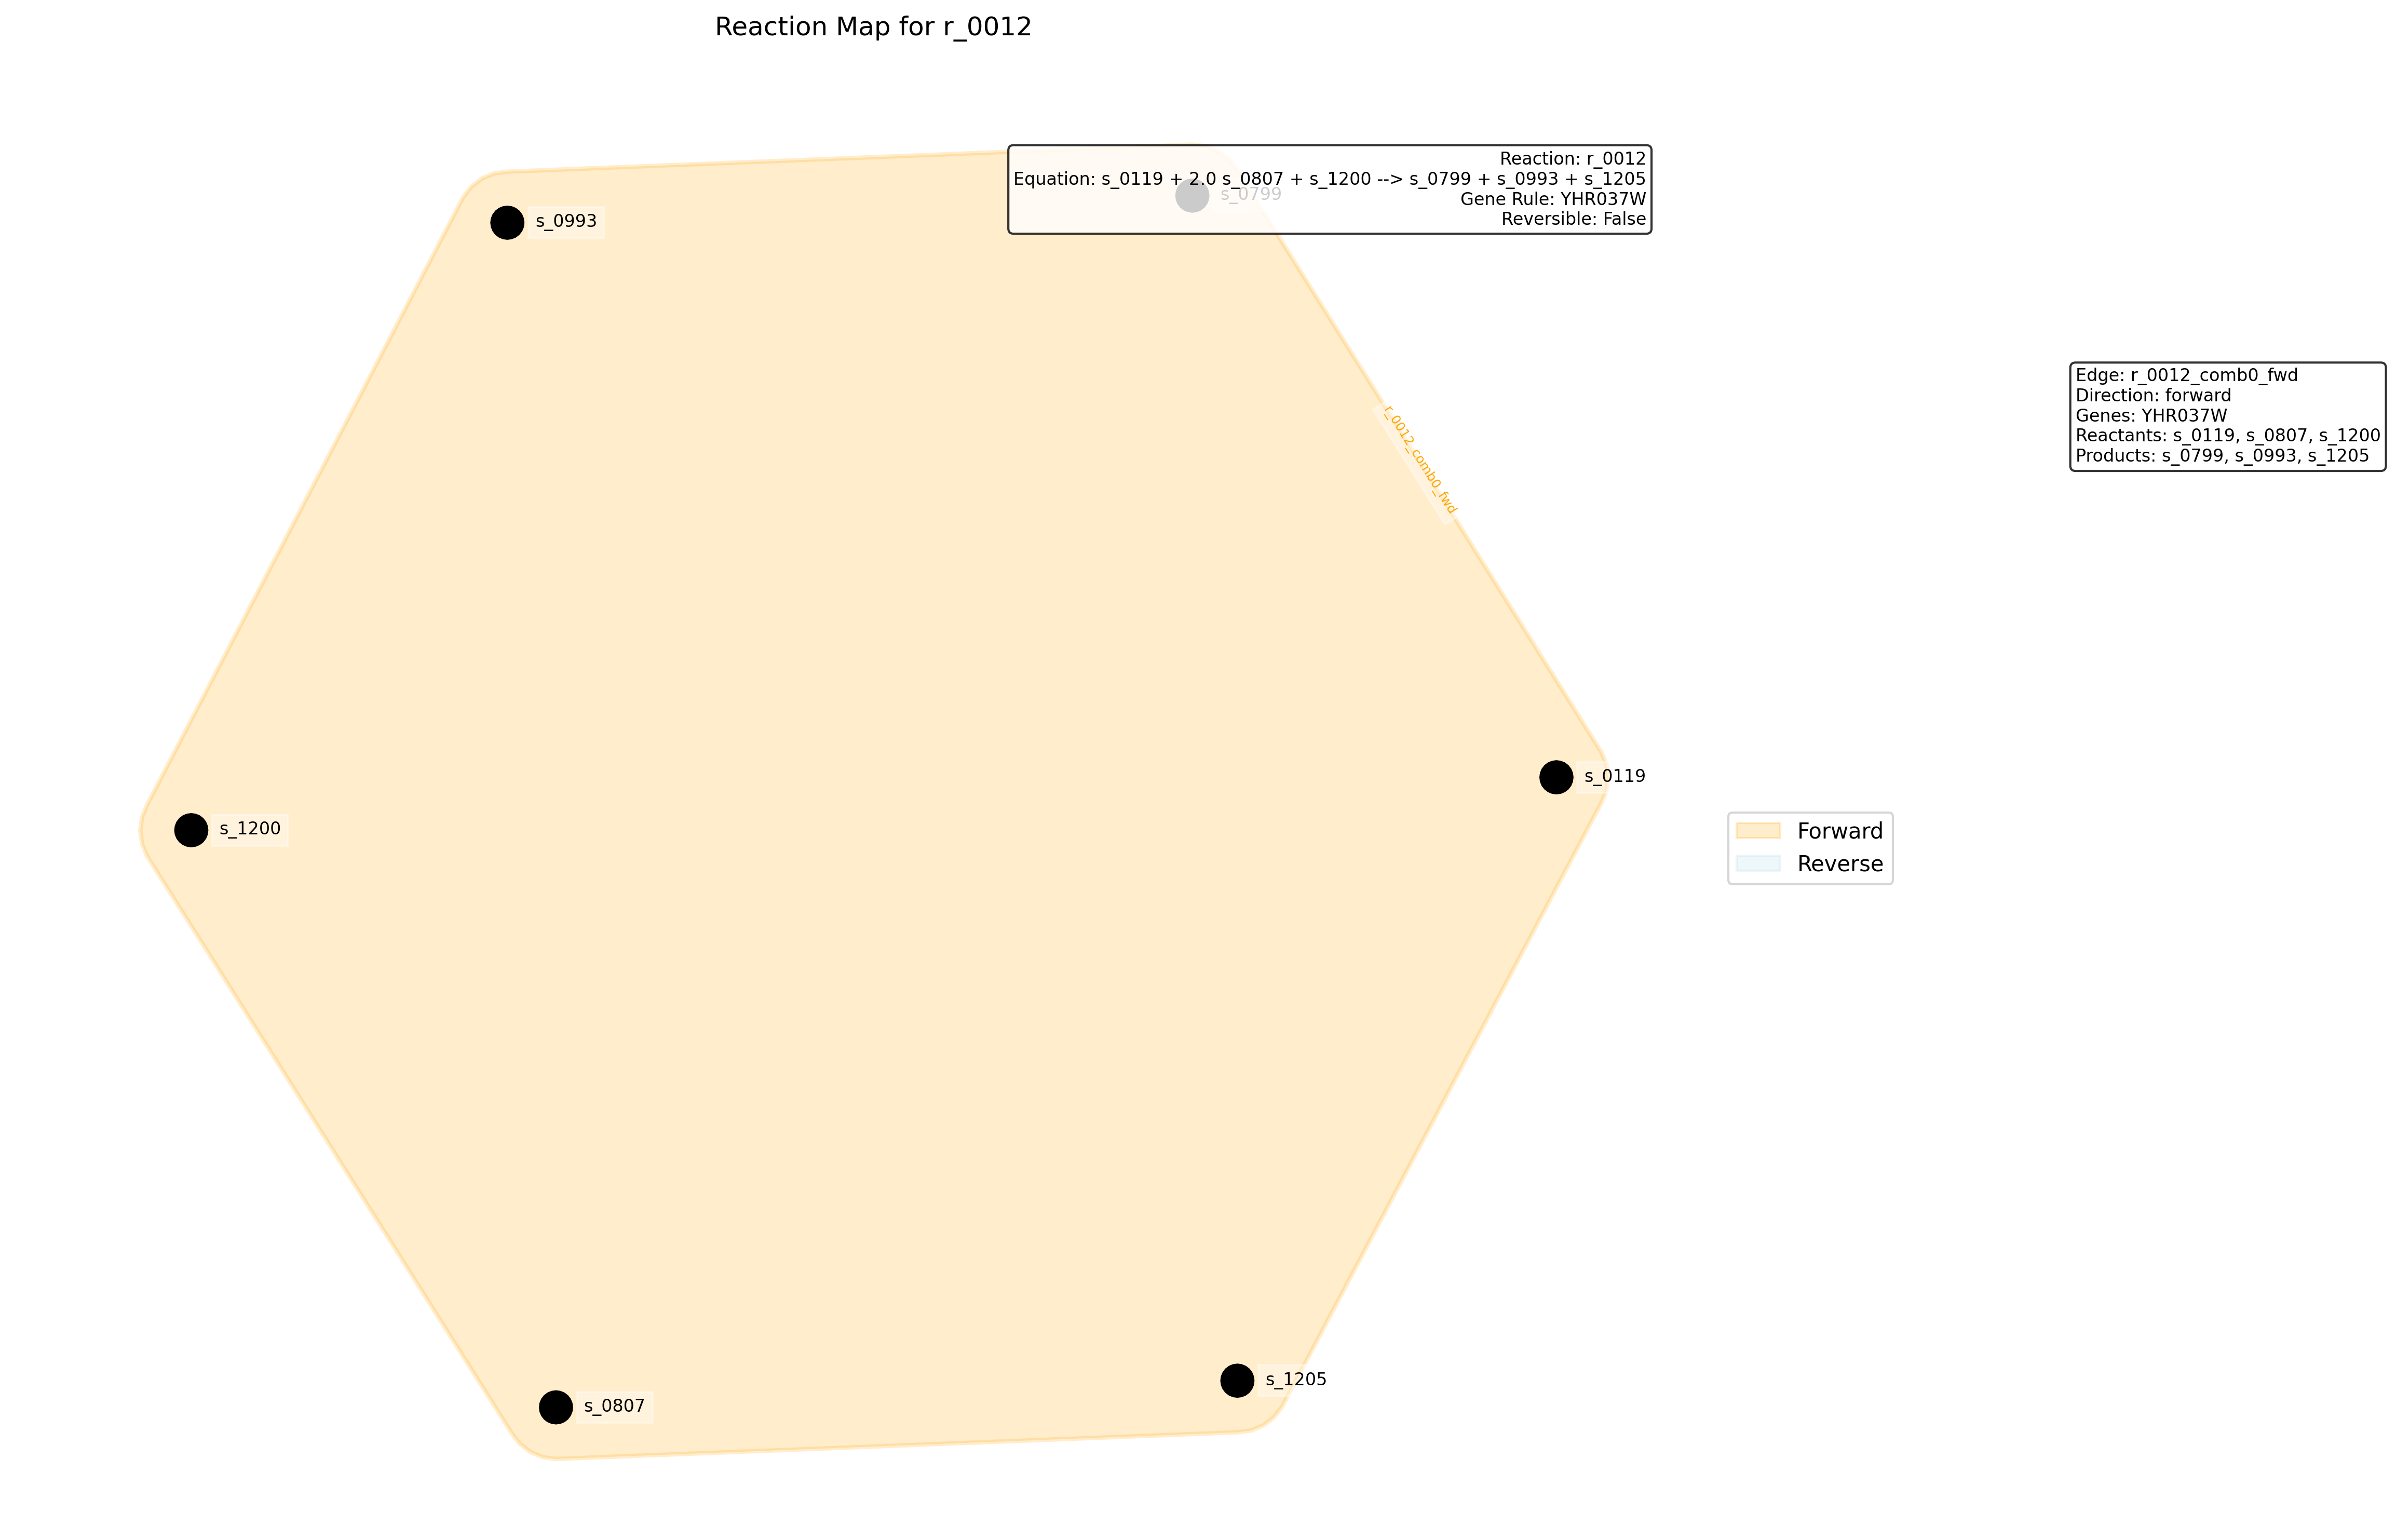 Reaction Map for r_0012
Reaction: r_0012
Equation: s_0119 + 2.0 s_0807 + s_1200 --> s_0799 + s_0993 + s_1205
Gene Rule: YHR037W
Reversible: False
s_0799
s_0993
Edge: r_0012_comb0_fwd
Direction: forward
Genes: YHR037W
Reactants: s_0119, s_0807, s_1200
Products: s_0799, s_0993, s_1205
r_0012_comb0_fwd
s_0119
s_1200
Forward
Reverse
s_1205
s_0807